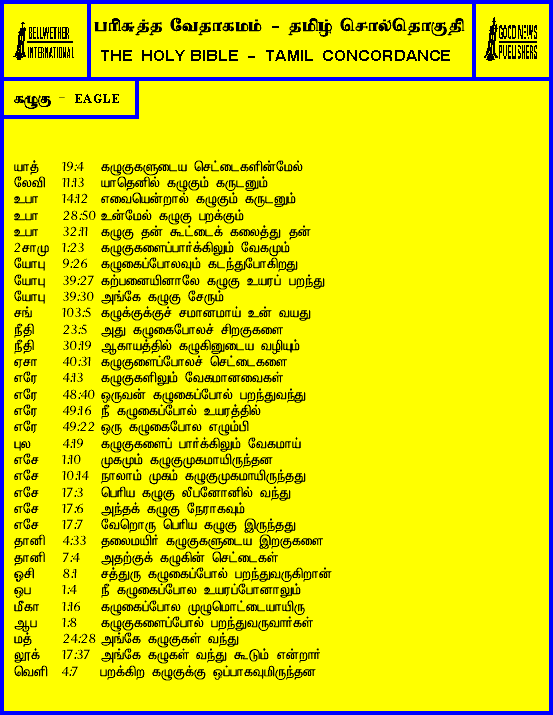 BELLWETHER INTERNATIONAL
பரிசுத்த வேதாகமம் - தமிழ் சொல்தொகுதி
THE HOLY BIBLE - TAMIL CONCORDANCE
GOOD NEWS PUBLISHERS
கழுகு - EAGLE
யாத் 19:4 கழுகுகளுடைய செட்டைகளின்மேல்
லேவி 11:13 யாதெனில் கழுகும் கருடனும்
உபா 14:12 எவையென்றால் கழுகும் கருடனும்
உபா 28:50 உன்மேல் கழுகு பறக்கும்
உபா 32:11 கழுகு தன் கூட்டைக் கலைத்து தன்
2சாமு 1:23 கழுகுகளைப்பார்க்கிலும் வேகமும்
யோபு 9:26 கழுகைப்போலவும் கடந்துபோகிறது
யோபு 39:27 கற்பனையினாலே கழுகு உயரப் பறந்து
யோபு 39:30 அங்கே கழுகு சேரும்
சங் 103:5 கழுக்குக்குச் சமானமாய் உன் வயது
நீதி 23:5 அது கழுகைபோலச் சிறகுகளை
நீதி 30:19 ஆகாயத்தில் கழுகினுடைய வழியும்
ஏசா 40:31 கழுகுளைப்போலச் செட்டைகளை
எரே 4:13 கழுகுகளிலும் வேகமானவைகள்
எரே 48:40 ஒருவன் கழுகைப்போல் பறந்துவந்து
எரே 49:16 நீ கழுகைப்போல் உயரத்தில்
எரே 49:22 ஒரு கழுகைபோல எழும்பி
புல 4:19 கழுகுகளைப் பார்க்கிலும் வேகமாய்
எசே 1:10 முகமும் கழுகுமுகமாயிருந்தன
எசே 10:14 நாலாம் முகம் கழுகுமுகமாயிருந்தது
எசே 17:3 பெரிய கழுகு லீபனோனில் வந்து
எசே 17:6 அந்தக் கழுகு நேராகவும்
எசே 17:7 வேறொரு பெரிய கழுகு இருந்தது
தானி 4:33 தலைமயிர் கழுகுகளுடைய இறகுகளை
தானி 7:4 அதற்குக் கழுகின் செட்டைகள்
ஓசி 8:1 சத்துரு கழுகைப்போல் பறந்துவருகிறான்
ஒப 1:4 நீ கழுகைப்போல உயரப்போனாலும்
மீகா 1:16 கழுகைப்போல முழுமொட்டையாயிரு
ஆப 1:8 கழுகுகளைப்போல் பறந்துவருவார்கள்
மத் 24:28 அங்கே கழுகுகள் வந்து
லூக் 17:37 அங்கே கழுகள் வந்து கூடும் என்றார்
வெளி 4:7 பறக்கிற கழுகுக்கு ஒப்பாகவுமிருந்தன